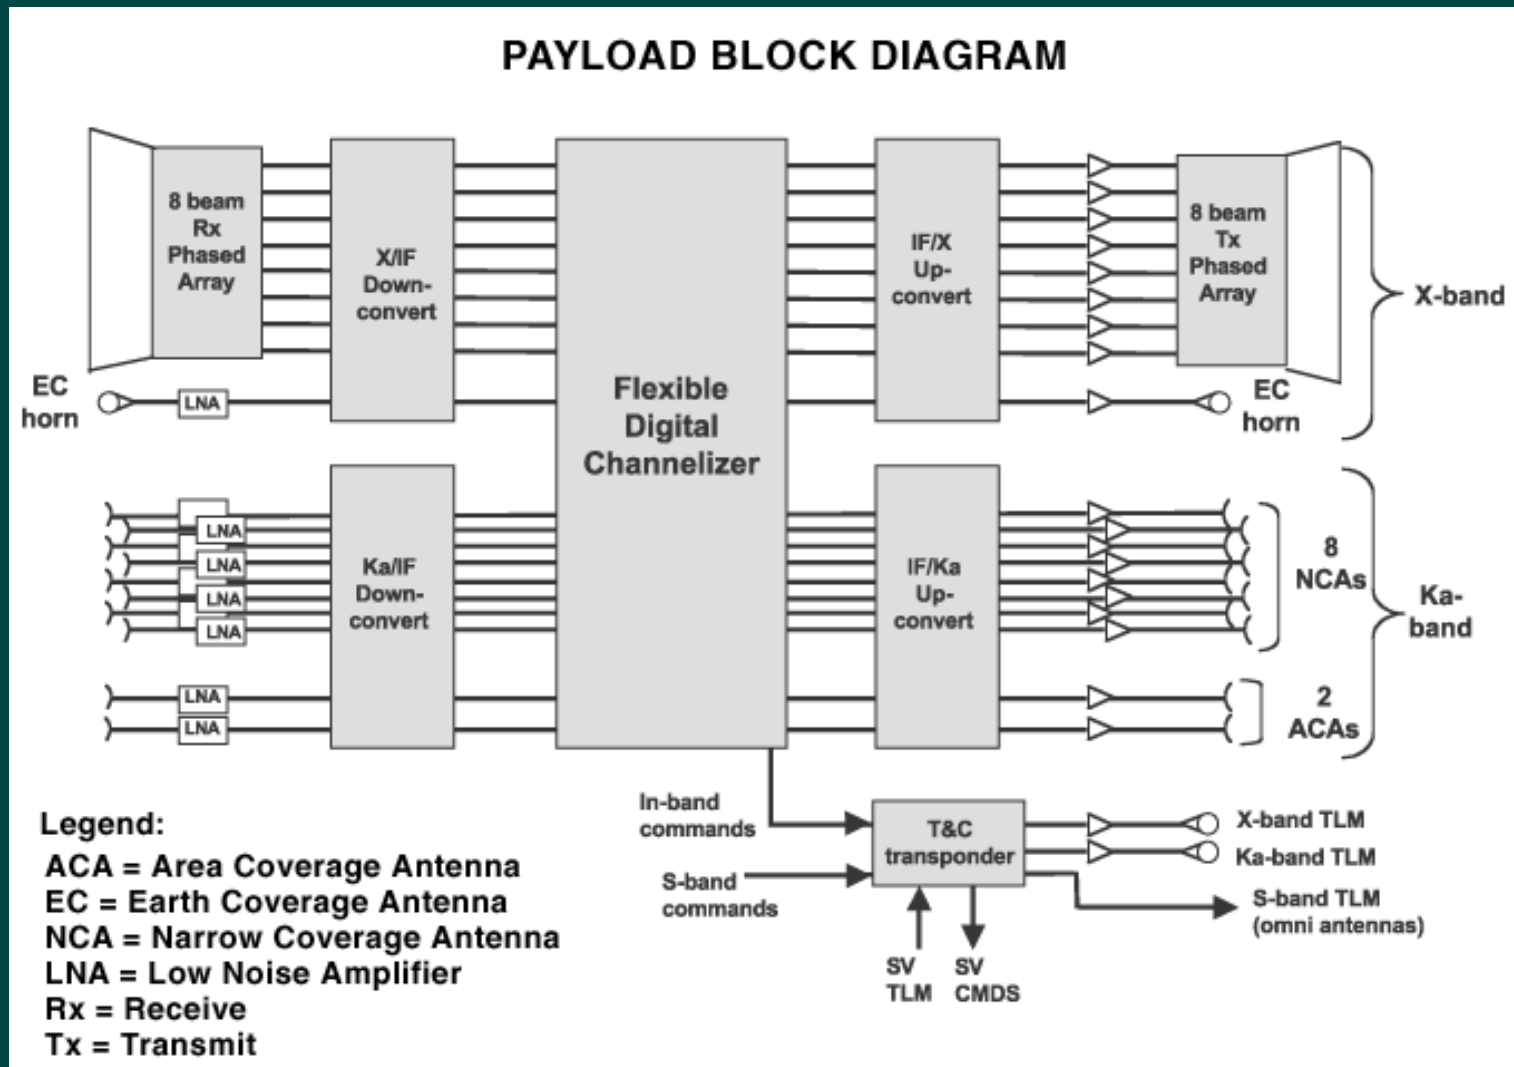 PAYLOAD BLOCK DIAGRAM
8 beam
Rx
Phased
Array
X/IF
Down-
convert
Flexible
Digital
Channelizer
IF/X
Up-
convert
8 beam
Tx
Phased
Array
X-band
EC
horn
LNA
EC
horn
LNA
LNA
LNA
LNA
Ka/IF
Down-
convert
IF/Ka
Up-
convert
8
NCAs
Ka-
band
LNA
LNA
2
ACAs
In-band
commands
S-band
commands
T&C
transponder
X-band TLM
Ka-band TLM
S-band TLM
(omni antennas)
SV
TLM
SV
CMDS
Legend:
ACA = Area Coverage Antenna
EC = Earth Coverage Antenna
NCA = Narrow Coverage Antenna
LNA = Low Noise Amplifier
Rx = Receive
Tx = Transmit